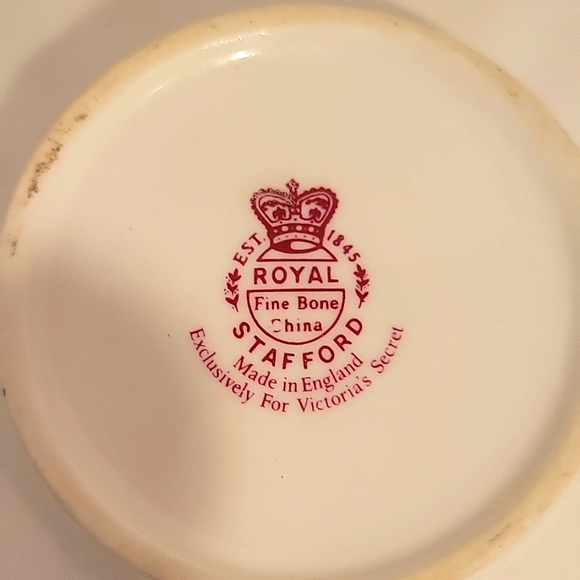 EST. 1845
ROYAL
Fine Bone
China
STAFFORD
Made in England
Exclusively For Victoria's Secret